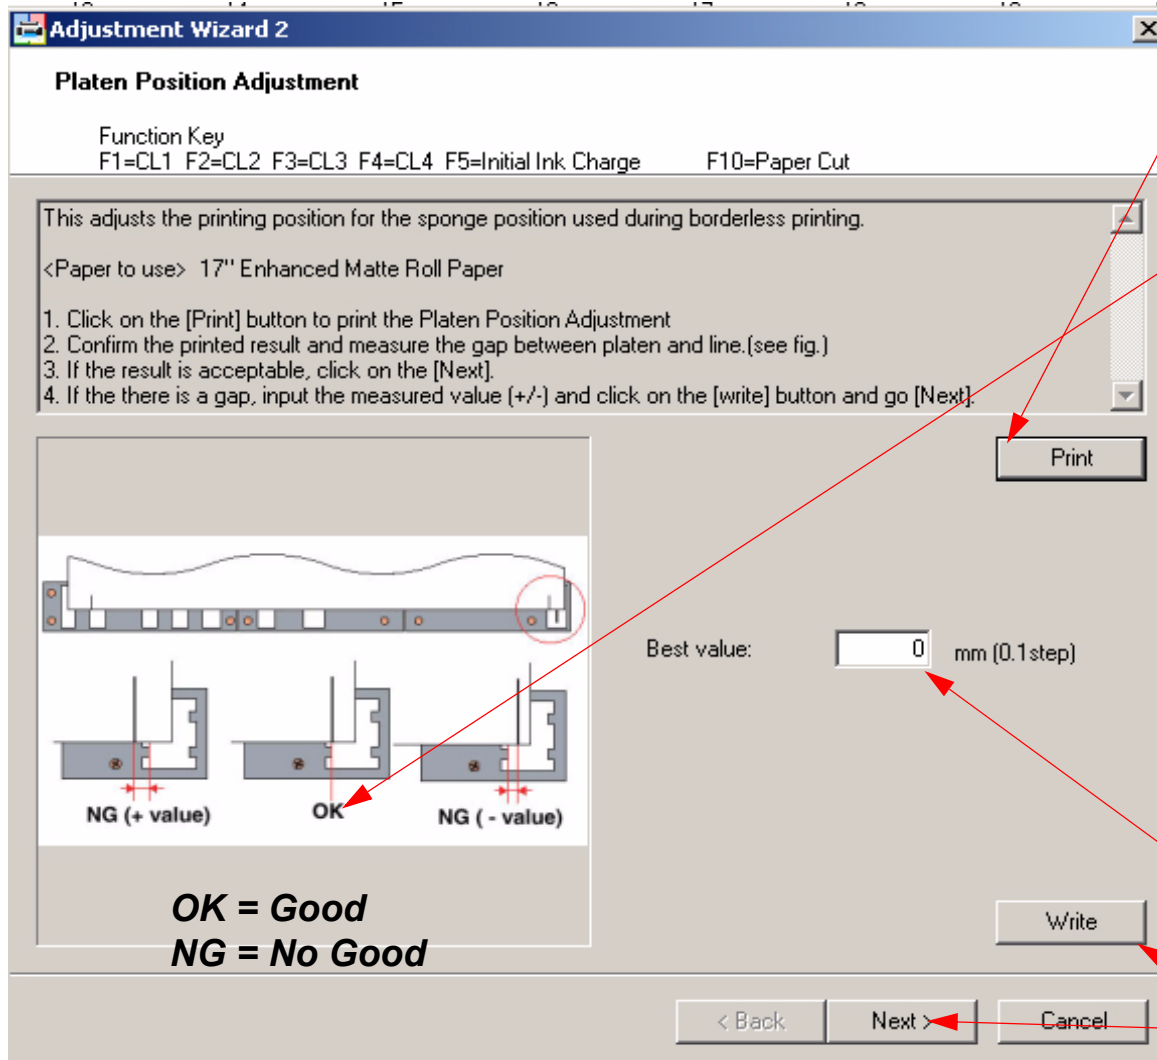 Adjustment Wizard 2
Platen Position Adjustment
Function Key
F1=CL1 F2=CL2 F3=CL3 F4=CL4 F5=Initial Ink Charge F10=Paper Cut
This adjusts the printing position for the sponge position used during borderless printing.
<Paper to use> 17" Enhanced Matte Roll Paper
1. Click on the [Print] button to print the Platen Position Adjustment
2. Confirm the printed result and measure the gap between platen and line.(see fig.)
3. If the result is acceptable, click on the [Next].
4. If the there is a gap, input the measured value (+/-) and click on the [write] button and go [Next].
Print
Best value: 0 mm (0.1step)
NG (+ value) OK NG ( - value)
OK = Good
NG = No Good
Write
< Back Next > Cancel